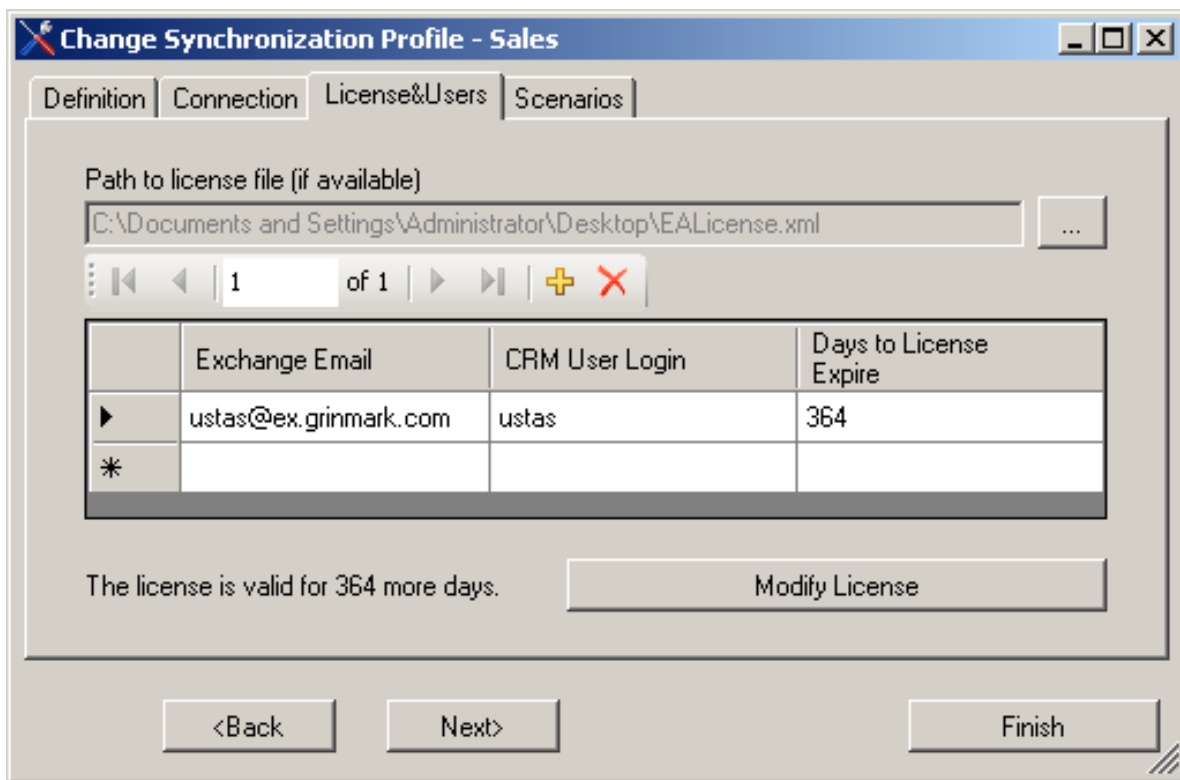 Change Synchronization Profile - Sales
Definition Connection License&Users Scenarios
Path to license file (if available)
C:\Documents and Settings\Administrator\Desktop\EALicense.xml ...
1 of 1
Exchange Email CRM User Login Days to License
Expire
ustas@ex.grinmark.com ustas 364
The license is valid for 364 more days. Modify License
<Back Next> Finish